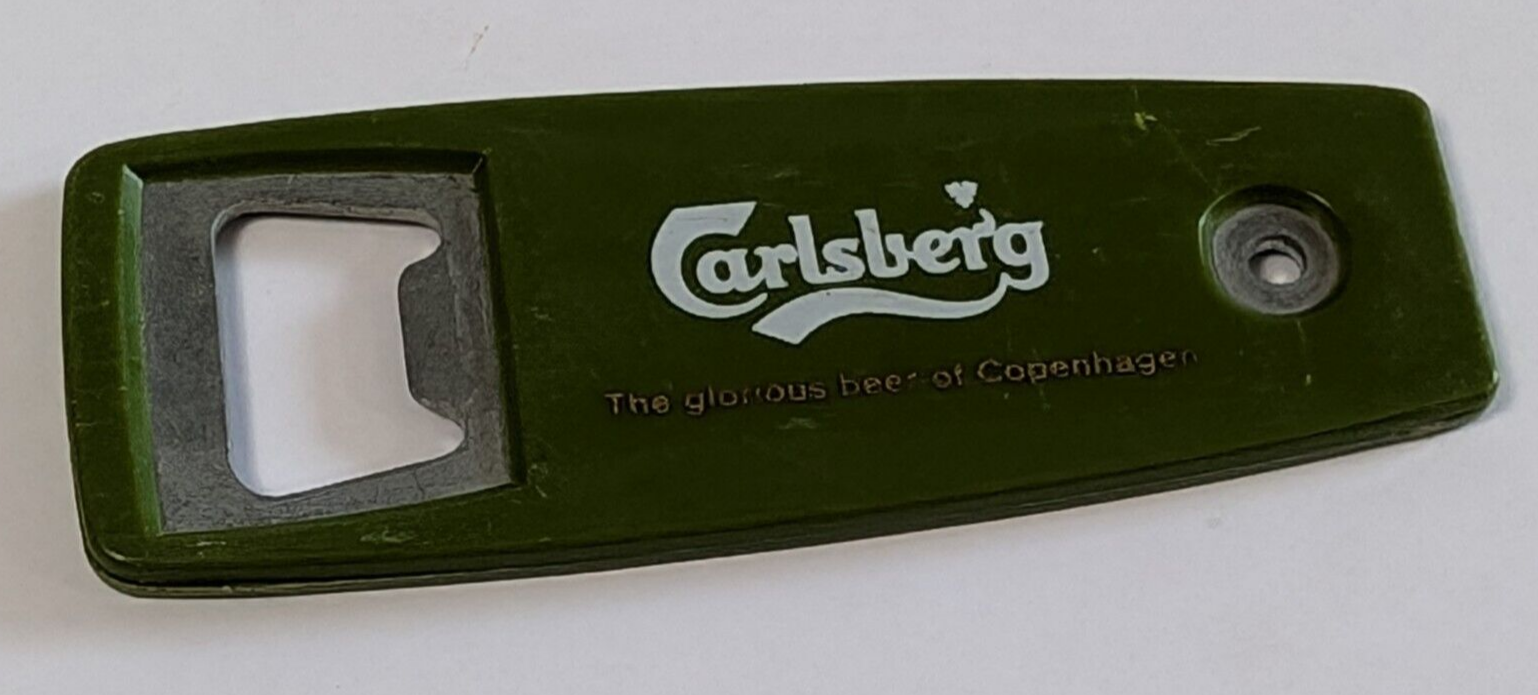 Carlsberg
The glorious beer of Copenhagen